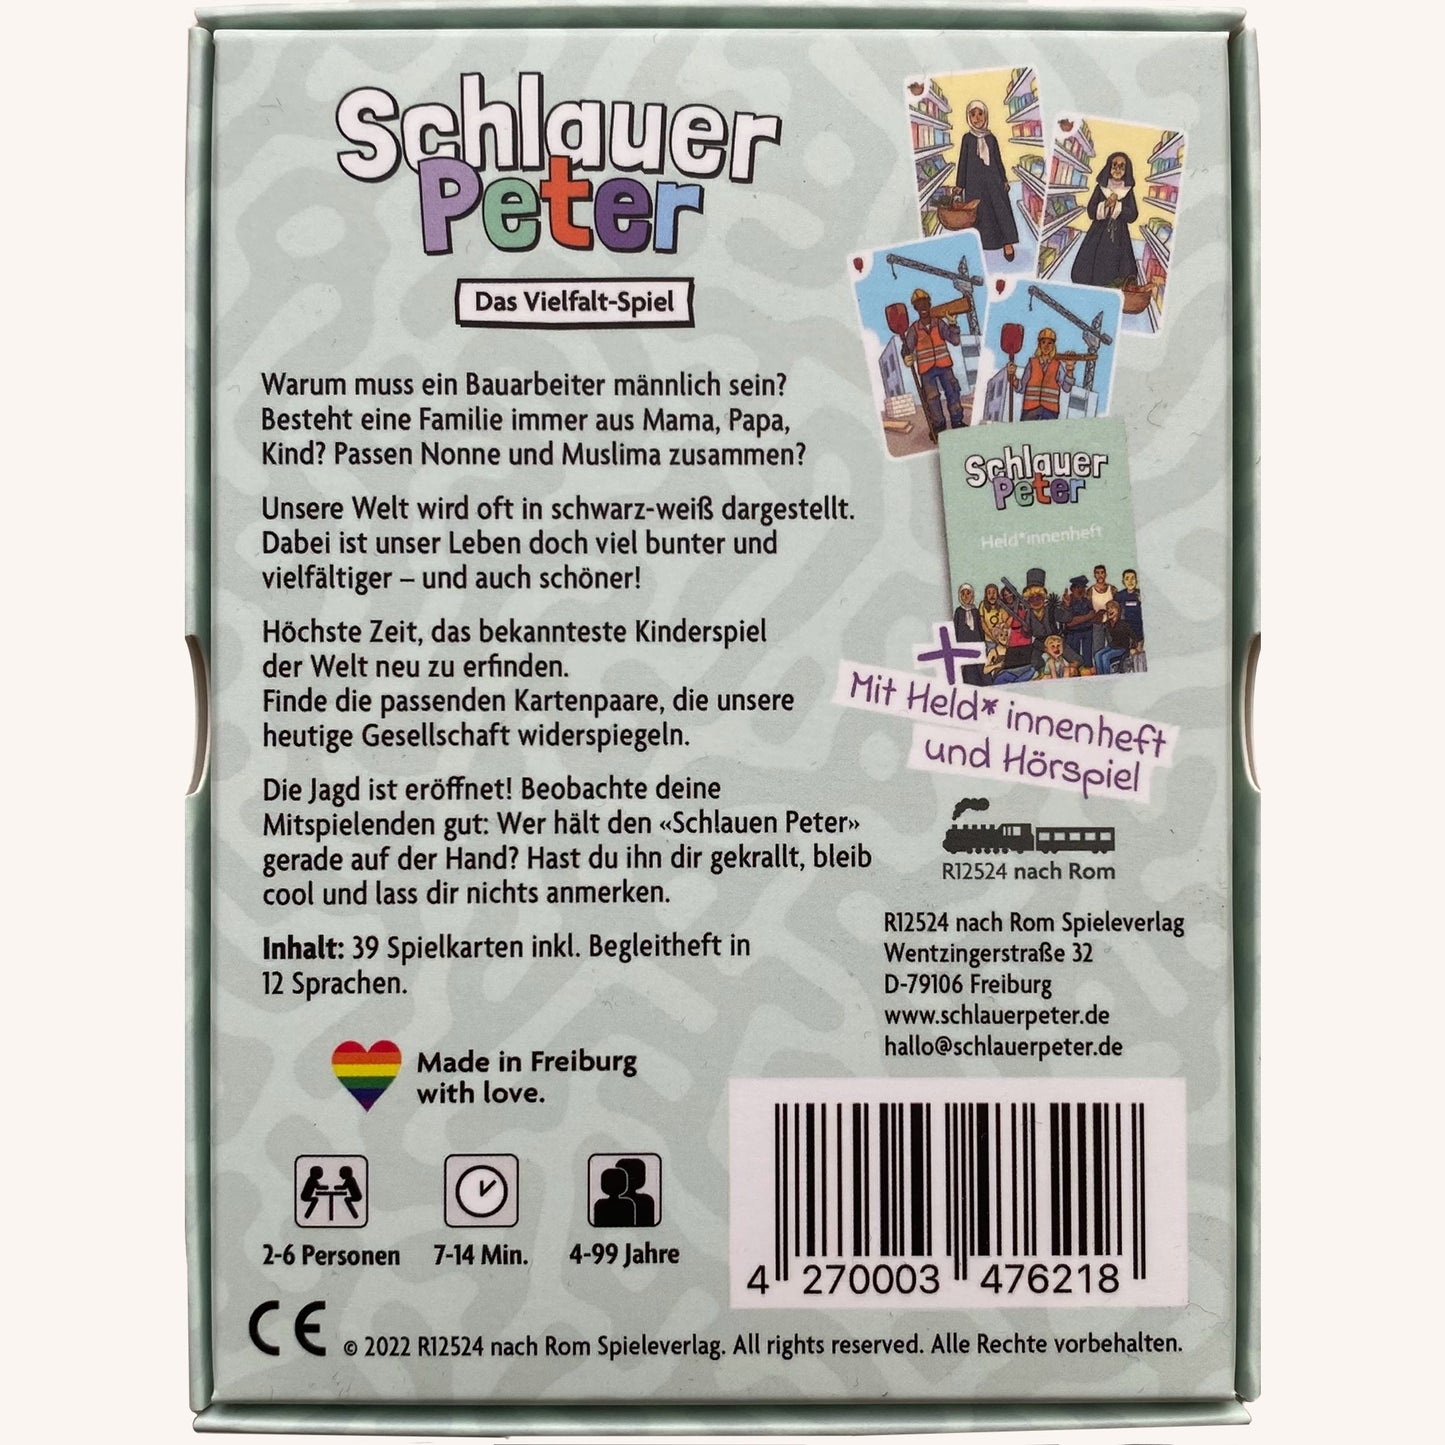 Schlauer
Peter
Das Vielfalt-Spiel
Warum muss ein Bauarbeiter männlich sein?
Besteht eine Familie immer aus Mama, Papa,
Kind? Passen Nonne und Muslima zusammen?
Unsere Welt wird oft in schwarz-weiß dargestellt.
Dabei ist unser Leben doch viel bunter und
vielfältiger – und auch schöner!
Höchste Zeit, das bekannteste Kinderspiel
der Welt neu zu erfinden.
Finde die passenden Kartenpaare, die unsere
heutige Gesellschaft widerspiegeln.
Die Jagd ist eröffnet! Beobachte deine
Mitspielenden gut: Wer hält den «Schlauen Peter»
gerade auf der Hand? Hast du ihn dir gekrallt, bleib
cool und lass dir nichts anmerken.
Inhalt: 39 Spielkarten inkl. Begleitheft in
12 Sprachen.
Made in Freiburg
with love.
Schlauer
Peter
Held*innenheft
+
Mit Held*innenheft
und Hörspiel
R12524 nach Rom
R12524 nach Rom Spieleverlag
Wentzingerstraße 32
D-79106 Freiburg
www.schlauerpeter.de
hallo@schlauerpeter.de
2-6 Personen
7-14 Min.
4-99 Jahre
4 270003 476218
CE
© 2022 R12524 nach Rom Spieleverlag. All rights reserved. Alle Rechte vorbehalten.